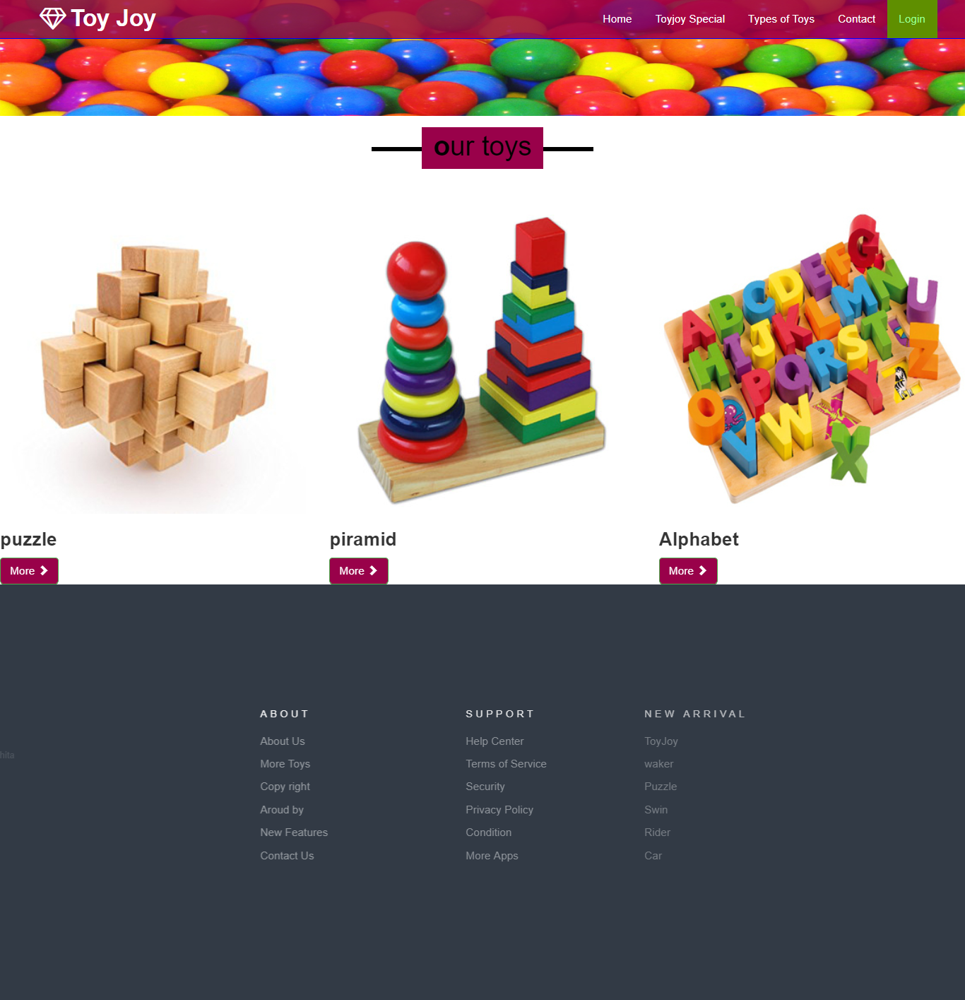 Toy Joy
Home Toyjoy Special Types of Toys Contact Login
our toys
G
A B C D E F
H I J K L M N U
P Q R S T Z
O V W X Y
puzzle
piramid
Alphabet
More
More
More
ABOUT
About Us
More Toys
Copy right
Aroud by
New Features
Contact Us
SUPPORT
Help Center
Terms of Service
Security
Privacy Policy
Condition
More Apps
NEW ARRIVAL
ToyJoy
waker
Puzzle
Swin
Rider
Car